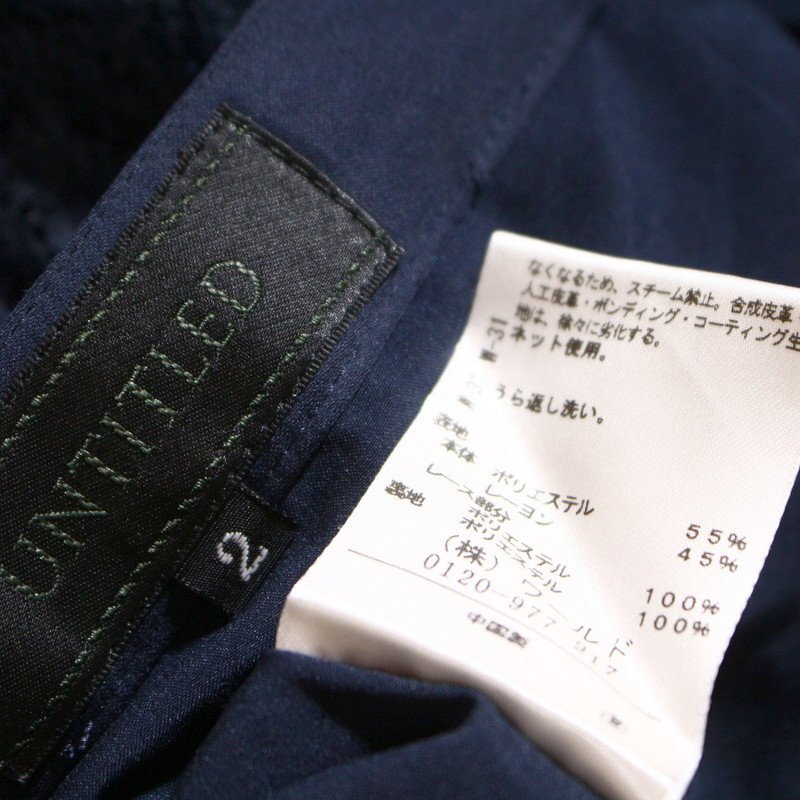 UNTITLED
2
なくなるため、スチーム禁止。合成皮革
人工皮革・ボンディング・コーティング生
地は、徐々に劣化する。
ネット使用。
うら返し洗い。
表地
本体 ポリエステル 55%
レーヨン 45%
レース部分
ポリエステル 100%
裏地 ポリエステル 100%
(株) ワールド
0120-977-917
中国製